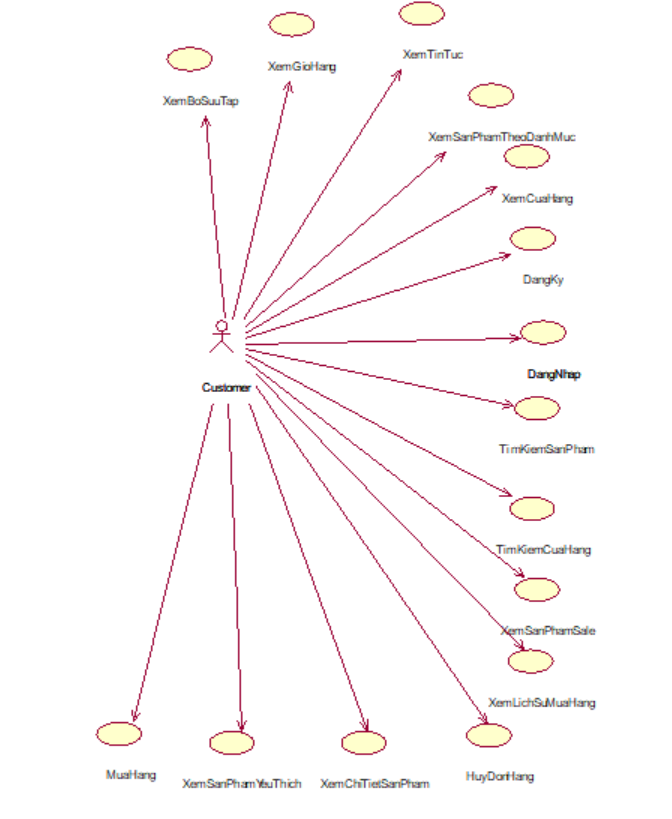 XemTinTuc
XemGioHang
XemBoSuuTap
XemSanPhamTheoDanhMuc
XemCuaHang
DangKy
DangNhap
Customer
TimKiemSanPham
TimKiemCuaHang
XemSanPhamSale
XemLichSuMuaHang
MuaHang
XemSanPhamYeuThich
XemChiTietSanPham
HuyDonHang